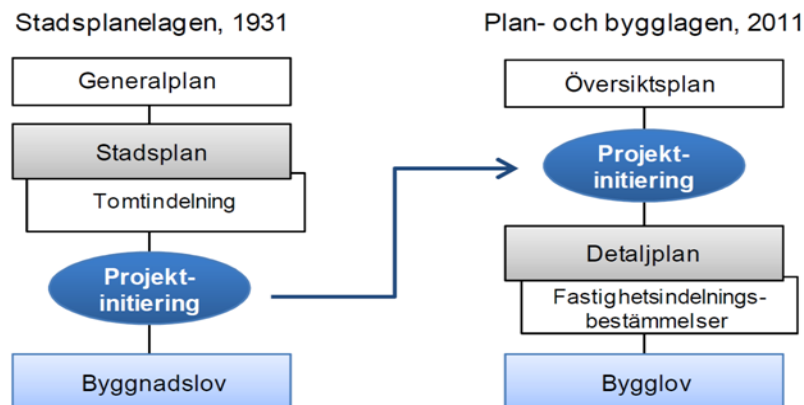 Stadsplanelagen, 1931
Generalplan
Stadsplan
Tomtindelning
Projekt-
initiering
Byggnadslov
Plan- och bygglagen, 2011
Översiktsplan
Projekt-
initiering
Detaljplan
Fastighetsindelnings-
bestämmelser
Bygglov